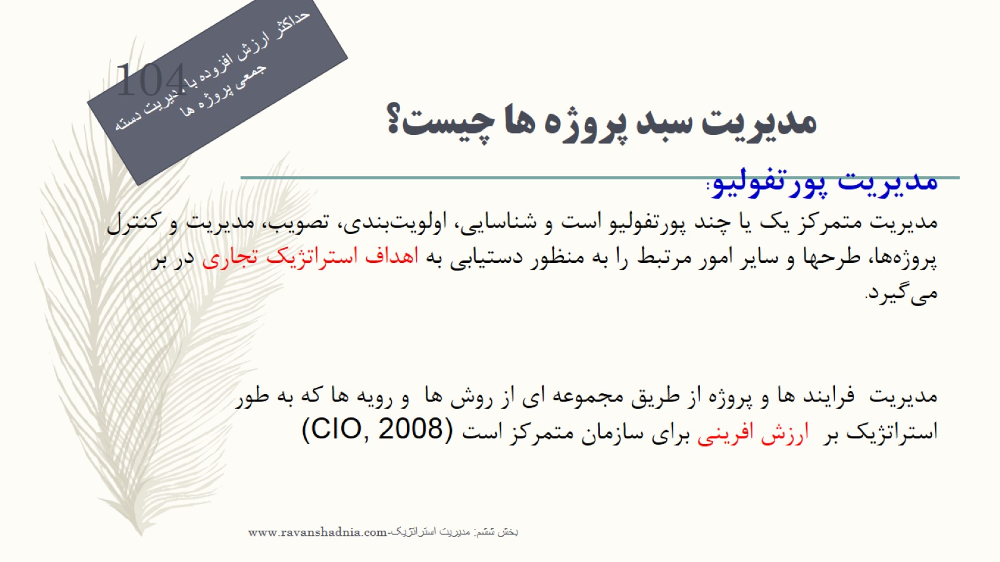 حداکثر ارزش افزوده با مدیریت دسته
جمعی پروژه ها
104
مدیریت سبد پروژه ها چیست؟
مدیریت پورتفولیو:
مدیریت متمرکز یک یا چند پورتفولیو است و شناسایی، اولویت‌بندی، تصویب، مدیریت و کنترل
پروژه‌ها، طرحها و سایر امور مرتبط را به منظور دستیابی به اهداف استراتژیک تجاری در بر
می‌گیرد.
مدیریت  فرایند ها و پروژه از طریق مجموعه ای از روش ها  و رویه ها که به طور
استراتژیک بر  ارزش افرینی برای سازمان متمرکز است (CIO, 2008)
بخش ششم: مدیریت استراتژیک-www.ravanshadnia.com